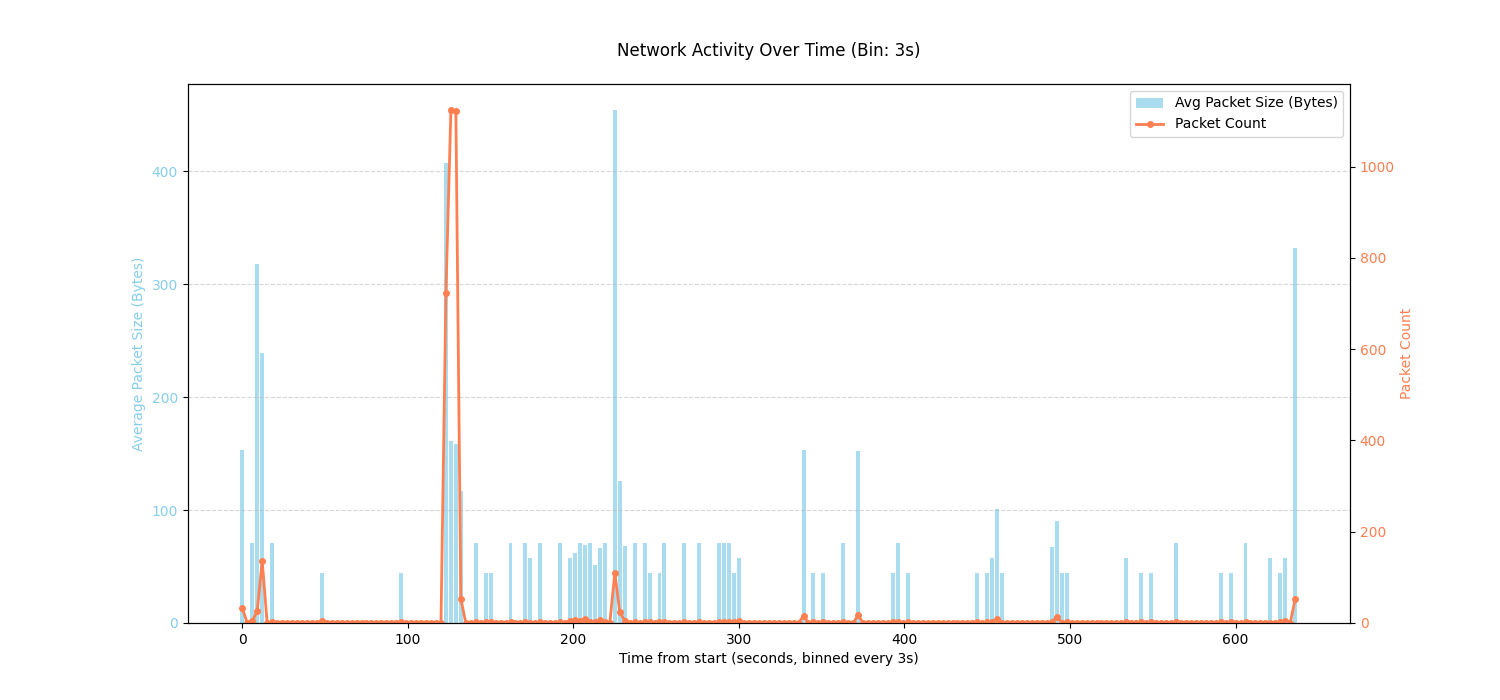 Network Activity Over Time (Bin: 3s)
Avg Packet Size (Bytes)
Packet Count
400
300
200
100
0
Average Packet Size (Bytes)
1000
800
600
400
200
0
Packet Count
0 100 200 300 400 500 600
Time from start (seconds, binned every 3s)